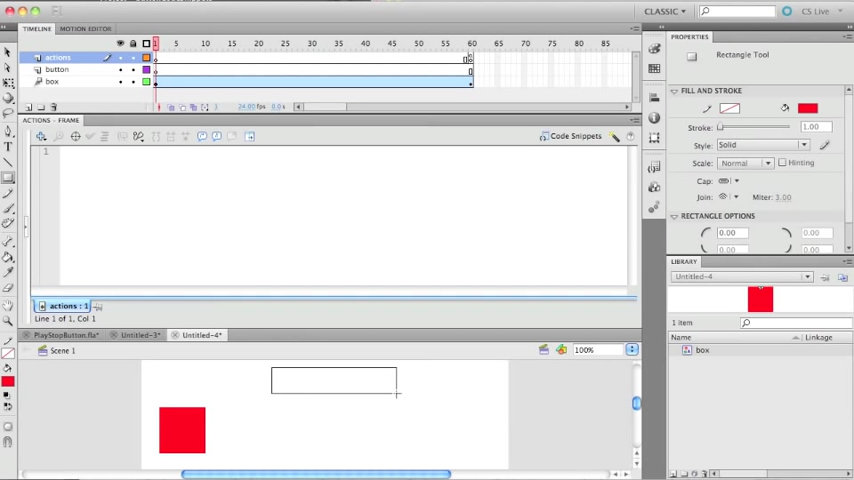 Fl
CLASSIC
CS Live
TIMELINE
MOTION EDITOR
1 5 10 15 20 25 30 35 40 45 50 55 60 65 70 75 80 85
actions
button
box
24.00 fps 0.0s
ACTIONS - FRAME
Code Snippets
1
actions : 1
Line 1 of 1, Col 1
PlayStopButton.fla*
Untitled-3*
Untitled-4*
Scene 1
100%
PROPERTIES
Rectangle Tool
FILL AND STROKE
Stroke: 1.00
Style: Solid
Scale: Normal Hinting
Cap:
Join: Miter: 3.00
RECTANGLE OPTIONS
0.00 0.00
0.00 0.00
LIBRARY
Untitled-4
1 item
Name Linkage
box